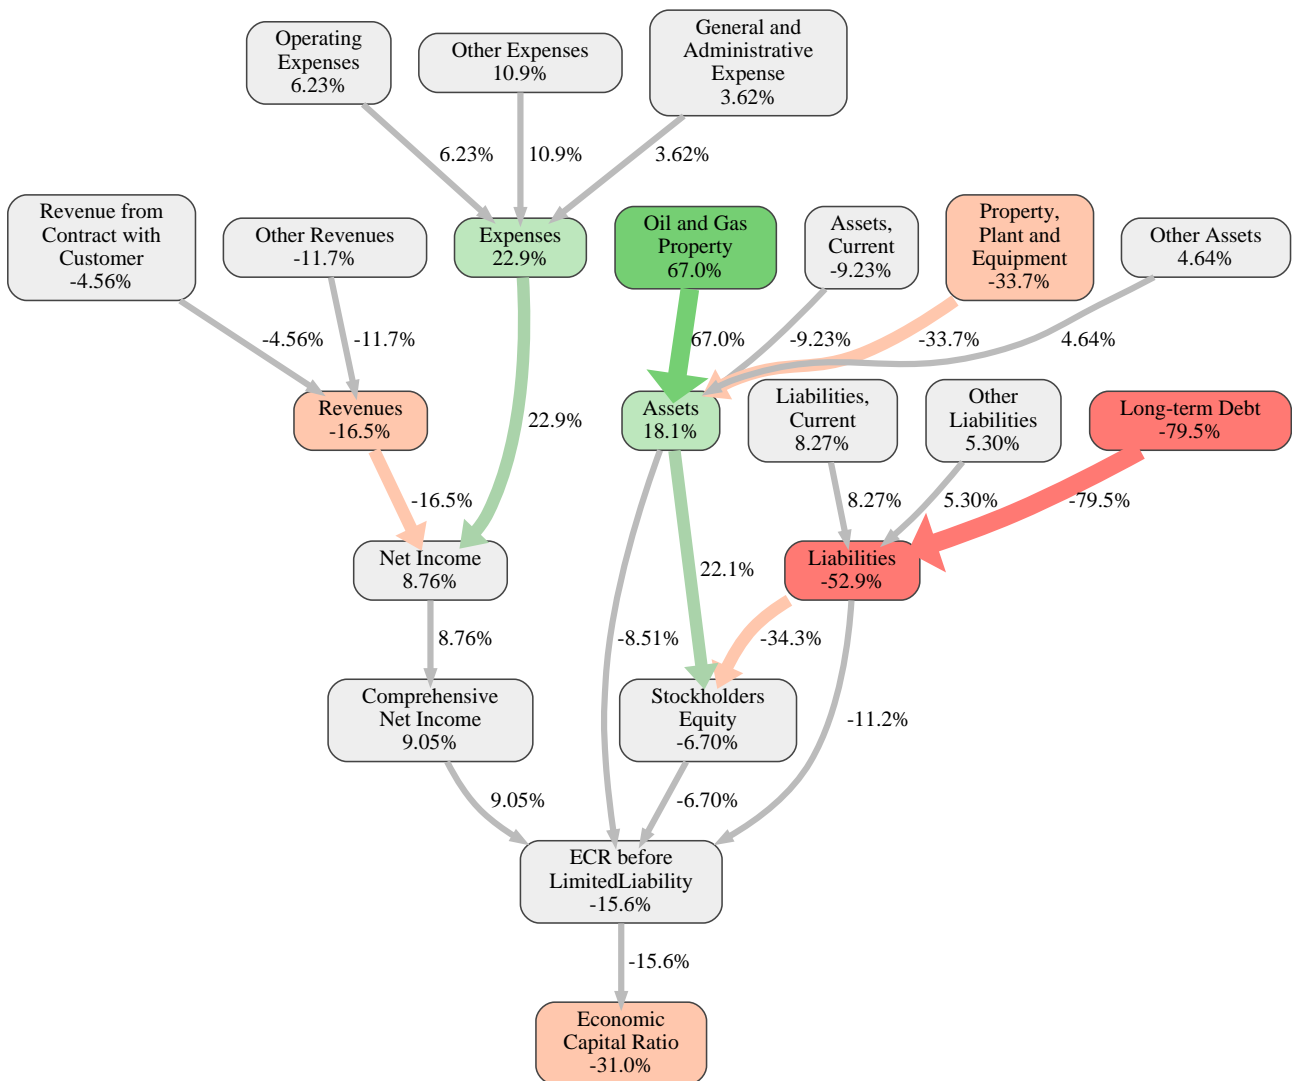 Operating
Expenses
6.23%
Other Expenses
10.9%
General and
Administrative
Expense
3.62%
6.23%
10.9%
3.62%
Revenue from
Contract with
Customer
-4.56%
Other Revenues
-11.7%
Expenses
22.9%
Oil and Gas
Property
67.0%
Assets,
Current
-9.23%
Property,
Plant and
Equipment
-33.7%
Other Assets
4.64%
-4.56%
-11.7%
67.0%
-9.23%
-33.7%
4.64%
Revenues
-16.5%
22.9%
Assets
18.1%
Liabilities,
Current
8.27%
Other
Liabilities
5.30%
Long-term Debt
-79.5%
-16.5%
8.27%
5.30%
-79.5%
Net Income
8.76%
22.1%
Liabilities
-52.9%
8.76%
-8.51%
-34.3%
Comprehensive
Net Income
9.05%
Stockholders
Equity
-6.70%
-11.2%
9.05%
-6.70%
ECR before
LimitedLiability
-15.6%
-15.6%
Economic
Capital Ratio
-31.0%